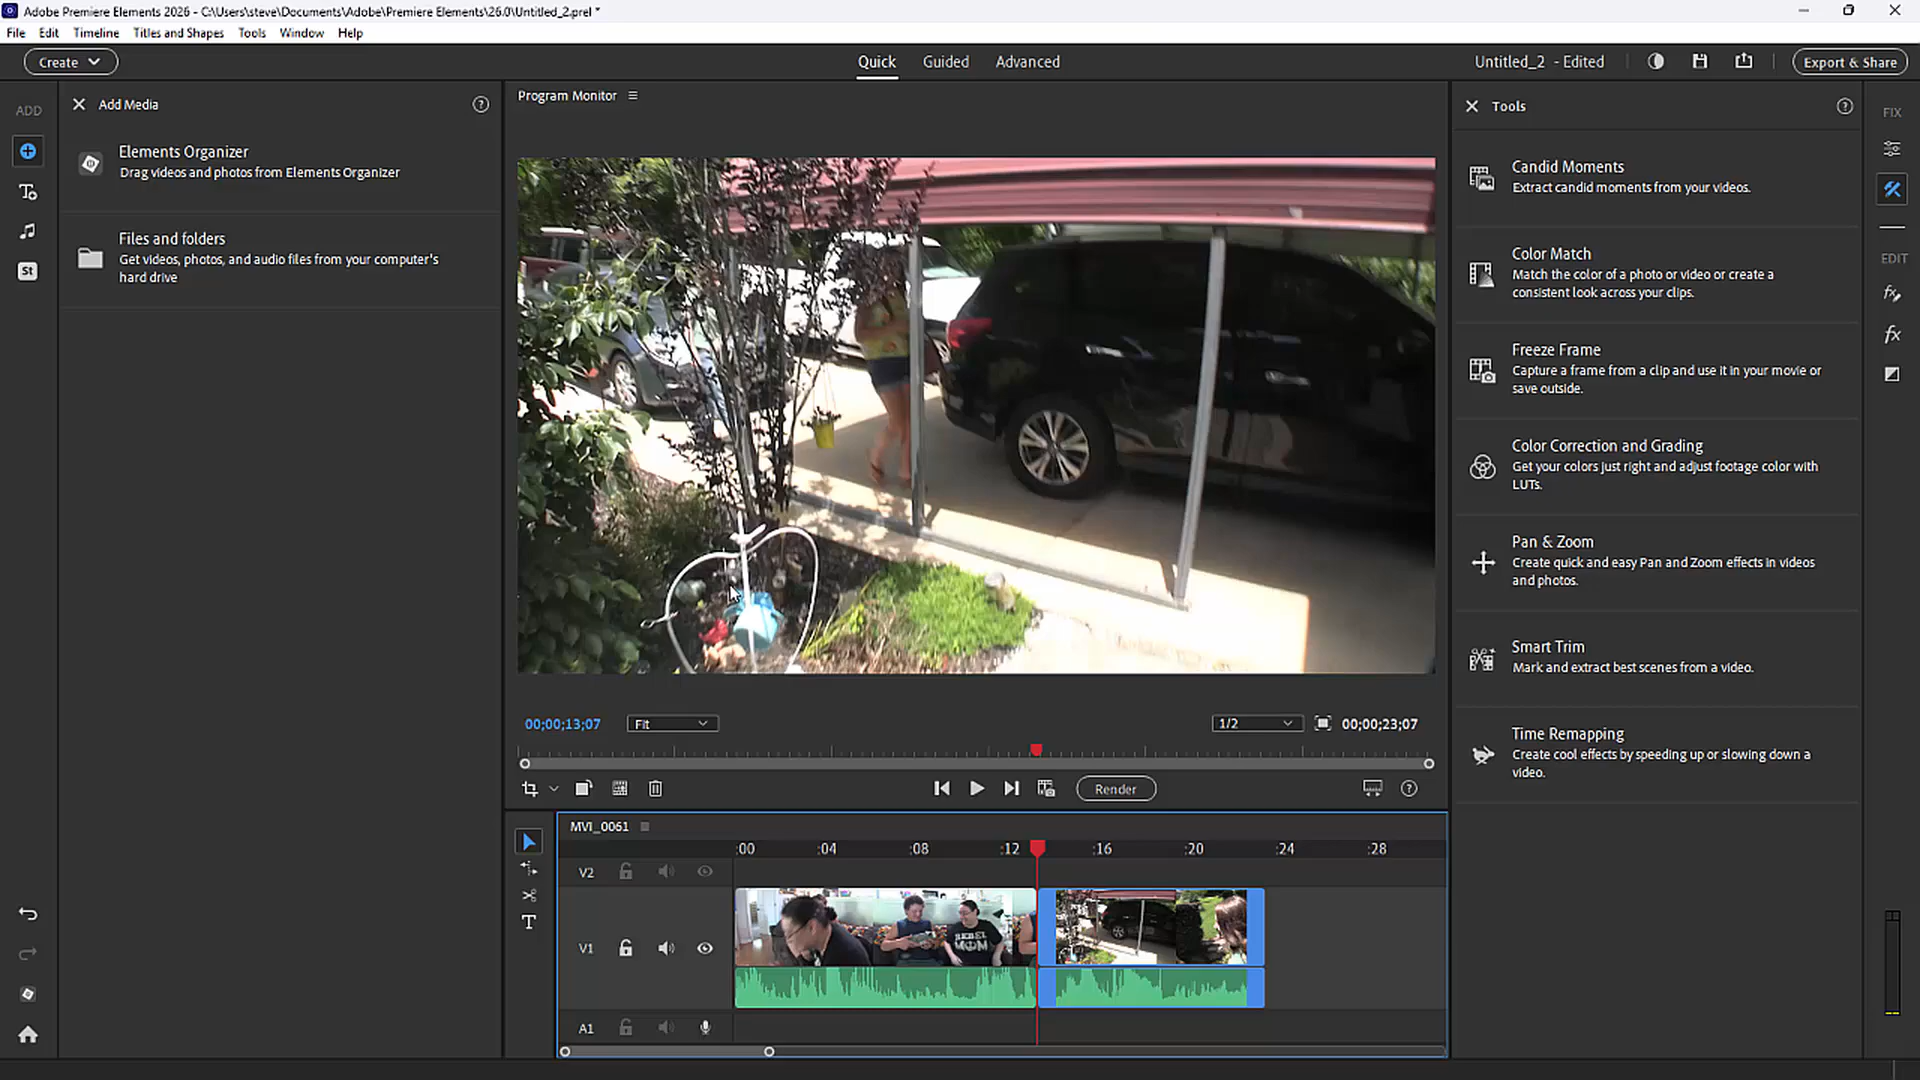 Adobe Premiere Elements 2026 - C:\Users\steve\Documents\Adobe\Premiere Elements\26.0\Untitled_2.prel *
File Edit Timeline Titles and Shapes Tools Window Help
Create
Quick Guided Advanced
Untitled_2 - Edited
Export & Share
ADD
Add Media
Elements Organizer
Drag videos and photos from Elements Organizer
Files and folders
Get videos, photos, and audio files from your computer's
hard drive
St
Program Monitor
00;00;13;07
Fit
1/2
00;00;23;07
Render
MVI_0061
:00 :04 :08 :12 :16 :20 :24 :28
V2
V1
REBEL
MOM
A1
T
Tools
Candid Moments
Extract candid moments from your videos.
Color Match
Match the color of a photo or video or create a
consistent look across your clips.
Freeze Frame
Capture a frame from a clip and use it in your movie or
save outside.
Color Correction and Grading
Get your colors just right and adjust footage color with
LUTs.
Pan & Zoom
Create quick and easy Pan and Zoom effects in videos
and photos.
Smart Trim
Mark and extract best scenes from a video.
Time Remapping
Create cool effects by speeding up or slowing down a
video.
FIX
EDIT
fx